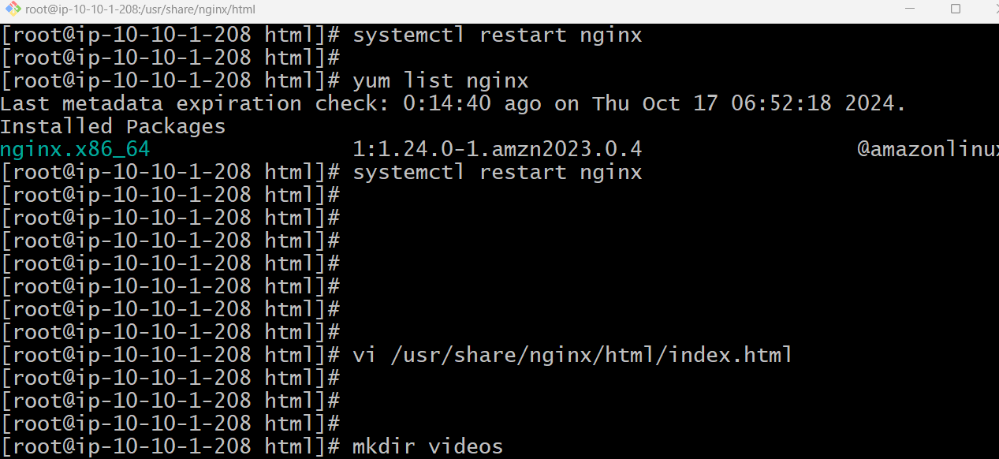 root@ip-10-10-1-208:/usr/share/nginx/html
[root@ip-10-10-1-208 html]# systemctl restart nginx
[root@ip-10-10-1-208 html]#
[root@ip-10-10-1-208 html]# yum list nginx
Last metadata expiration check: 0:14:40 ago on Thu Oct 17 06:52:18 2024.
Installed Packages
nginx.x86_64 1:1.24.0-1.amzn2023.0.4 @amazonlinux
[root@ip-10-10-1-208 html]# systemctl restart nginx
[root@ip-10-10-1-208 html]#
[root@ip-10-10-1-208 html]#
[root@ip-10-10-1-208 html]#
[root@ip-10-10-1-208 html]#
[root@ip-10-10-1-208 html]#
[root@ip-10-10-1-208 html]#
[root@ip-10-10-1-208 html]#
[root@ip-10-10-1-208 html]# vi /usr/share/nginx/html/index.html
[root@ip-10-10-1-208 html]#
[root@ip-10-10-1-208 html]#
[root@ip-10-10-1-208 html]#
[root@ip-10-10-1-208 html]# mkdir videos